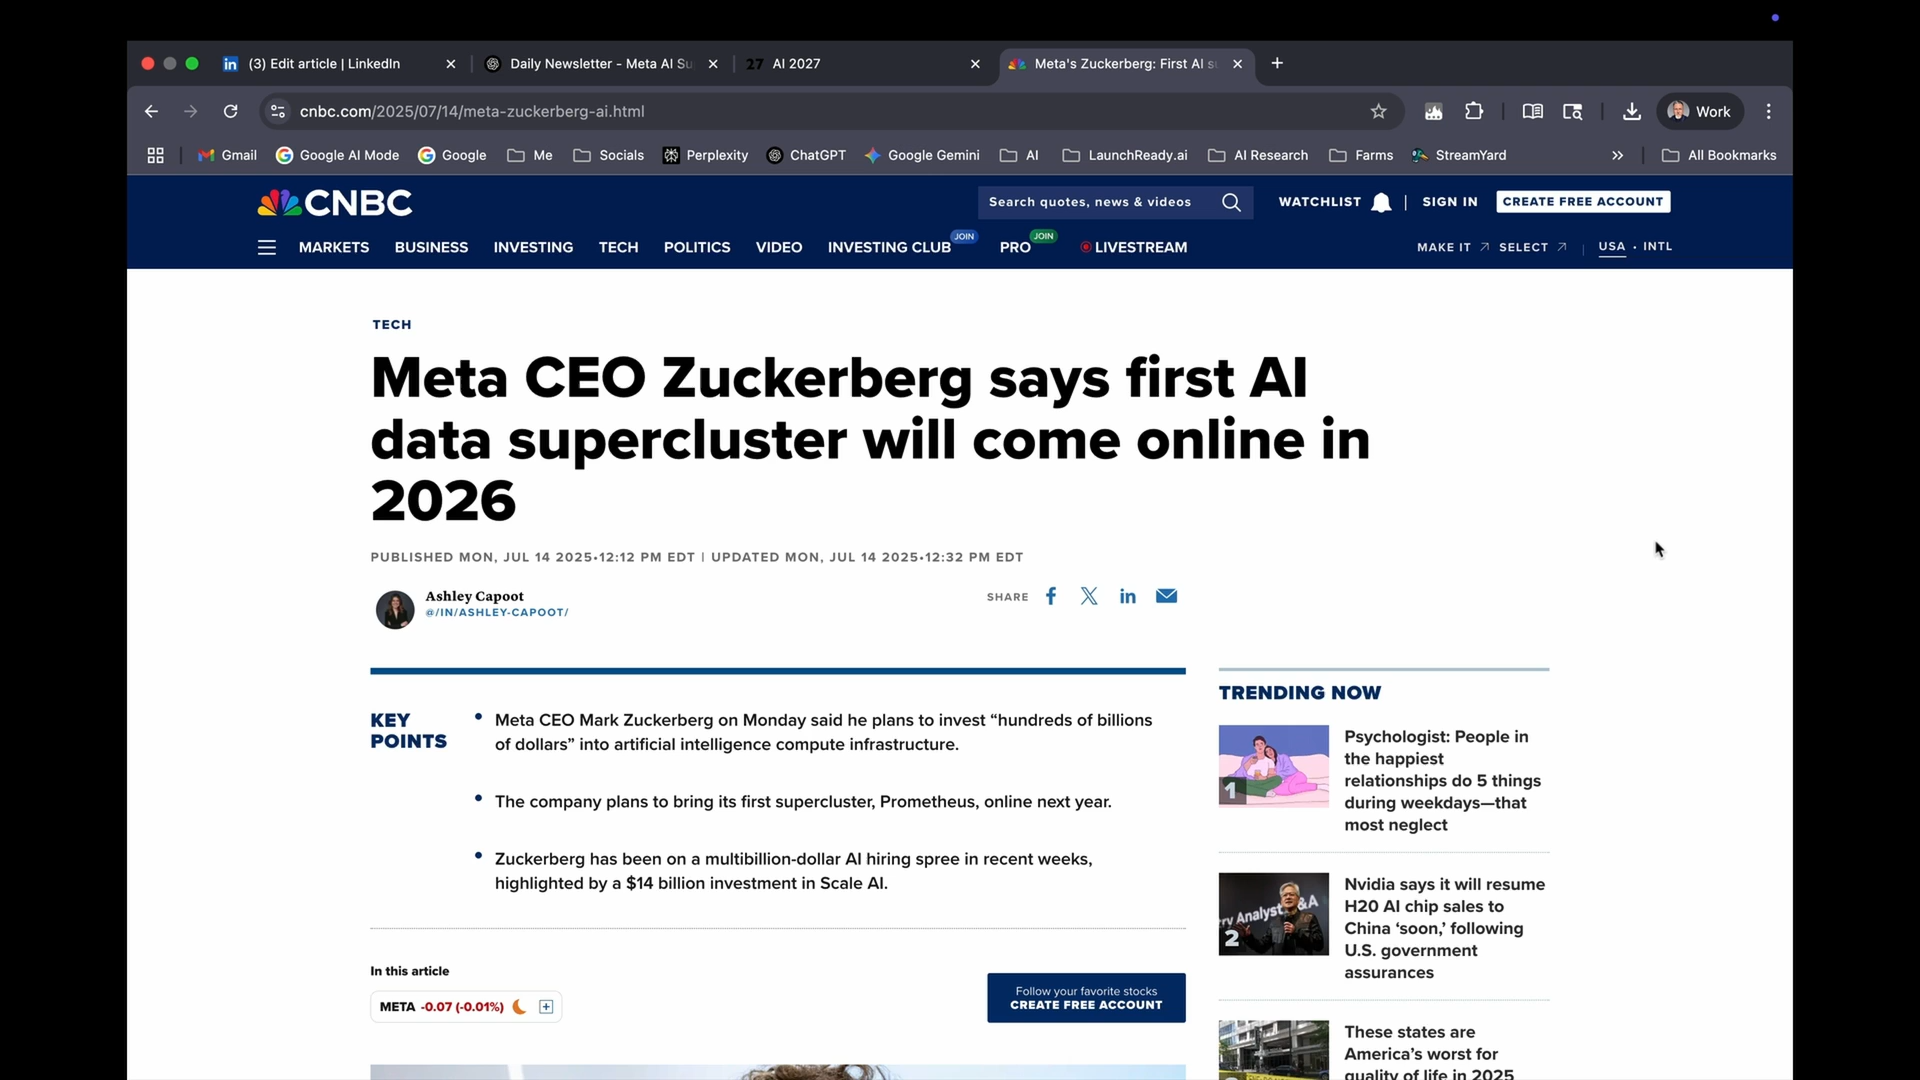 (3) Edit article | LinkedIn
Daily Newsletter - Meta AI Su
27 AI 2027
Meta's Zuckerberg: First AI su
cnbc.com/2025/07/14/meta-zuckerberg-ai.html
Work
Gmail
Google AI Mode
Google
Me
Socials
Perplexity
ChatGPT
Google Gemini
AI
LaunchReady.ai
AI Research
Farms
StreamYard
All Bookmarks
CNBC
Search quotes, news & videos
WATCHLIST
SIGN IN
CREATE FREE ACCOUNT
MARKETS
BUSINESS
INVESTING
TECH
POLITICS
VIDEO
INVESTING CLUB JOIN
PRO JOIN
LIVESTREAM
MAKE IT
SELECT
USA • INTL
TECH
Meta CEO Zuckerberg says first AI
data supercluster will come online in
2026
PUBLISHED MON, JUL 14 2025•12:12 PM EDT | UPDATED MON, JUL 14 2025•12:32 PM EDT
Ashley Capoot
@/IN/ASHLEY-CAPOOT/
SHARE
KEY
POINTS
• Meta CEO Mark Zuckerberg on Monday said he plans to invest “hundreds of billions
of dollars” into artificial intelligence compute infrastructure.
• The company plans to bring its first supercluster, Prometheus, online next year.
• Zuckerberg has been on a multibillion-dollar AI hiring spree in recent weeks,
highlighted by a $14 billion investment in Scale AI.
In this article
META -0.07 (-0.01%)
Follow your favorite stocks
CREATE FREE ACCOUNT
TRENDING NOW
1
Psychologist: People in
the happiest
relationships do 5 things
during weekdays—that
most neglect
ry Analyst Q&A
2
Nvidia says it will resume
H20 AI chip sales to
China ‘soon,’ following
U.S. government
assurances
These states are
America’s worst for
quality of life in 2025